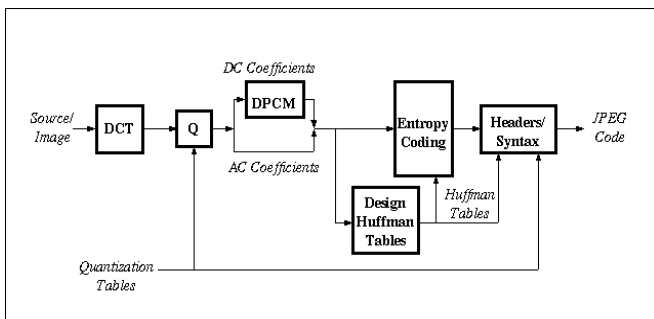 DC Coefficients
DPCM
Source/
Image
DCT
Q
Entropy
Coding
Headers/
Syntax
JPEG
Code
AC Coefficients
Design
Huffman
Tables
Huffman
Tables
Quantization
Tables